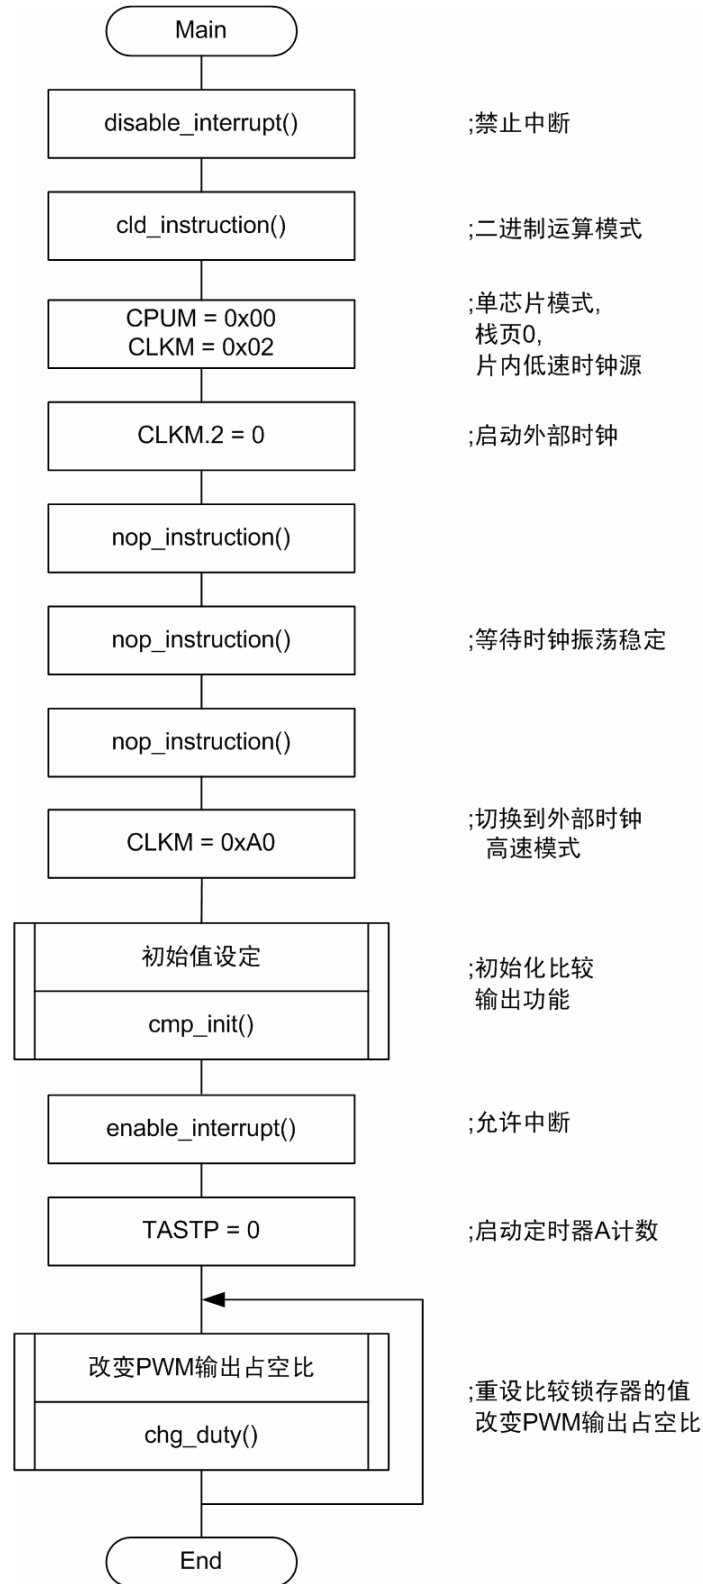 Main
disable_interrupt()
;禁止中断
cld_instruction()
;二进制运算模式
CPUM = 0x00
CLKM = 0x02
;单芯片模式,
栈页0,
片内低速时钟源
CLKM.2 = 0
;启动外部时钟
nop_instruction()
nop_instruction()
;等待时钟振荡稳定
nop_instruction()
CLKM = 0xA0
;切换到外部时钟
高速模式
初始值设定
cmp_init()
;初始化比较
输出功能
enable_interrupt()
;允许中断
TASTP = 0
;启动定时器A计数
改变PWM输出占空比
chg_duty()
;重设比较锁存器的值
改变PWM输出占空比
End